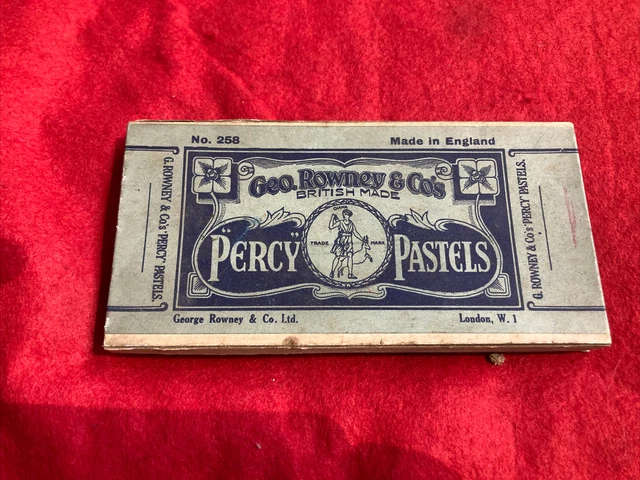 No. 258
Made in England
Geo. Rowney & Co's
BRITISH MADE
"PERCY"
TRADE MARK
PASTELS
G. ROWNEY & Co's 'PERCY' PASTELS.
G. ROWNEY & Co's 'PERCY' PASTELS.
George Rowney & Co. Ltd.
London, W. 1